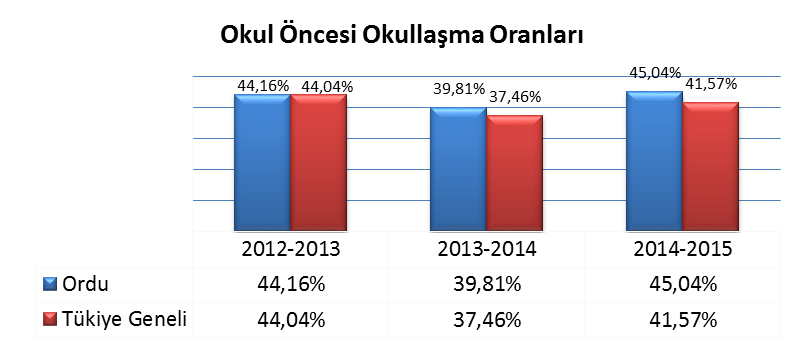 Okul Öncesi Okullaşma Oranları
44,16% 44,04% 39,81% 37,46% 45,04% 41,57%
2012-2013 2013-2014 2014-2015
Ordu 44,16% 39,81% 45,04%
Tükiye Geneli 44,04% 37,46% 41,57%